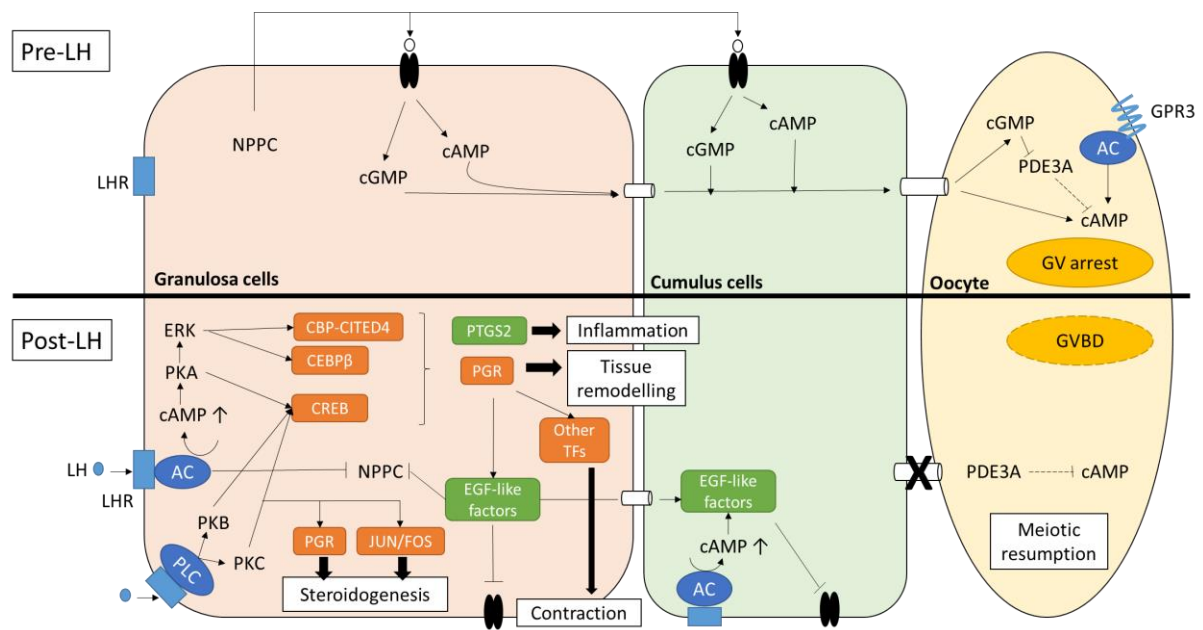 Pre-LH
NPPC
LHR
cGMP
cAMP
cGMP
cAMP
cGMP
PDE3A
AC
GPR3
cAMP
GV arrest
Granulosa cells
Cumulus cells
Oocyte
Post-LH
ERK
PKA
cAMP ↑
CBP-CITED4
CEBPβ
CREB
PTGS2
Inflammation
PGR
Tissue
remodelling
Other
TFs
GVBD
LH
LHR
AC
NPPC
EGF-like
factors
EGF-like
factors
PDE3A
cAMP
X
PKB
PLC
PKC
PGR
JUN/FOS
Steroidogenesis
Contraction
cAMP ↑
AC
Meiotic
resumption